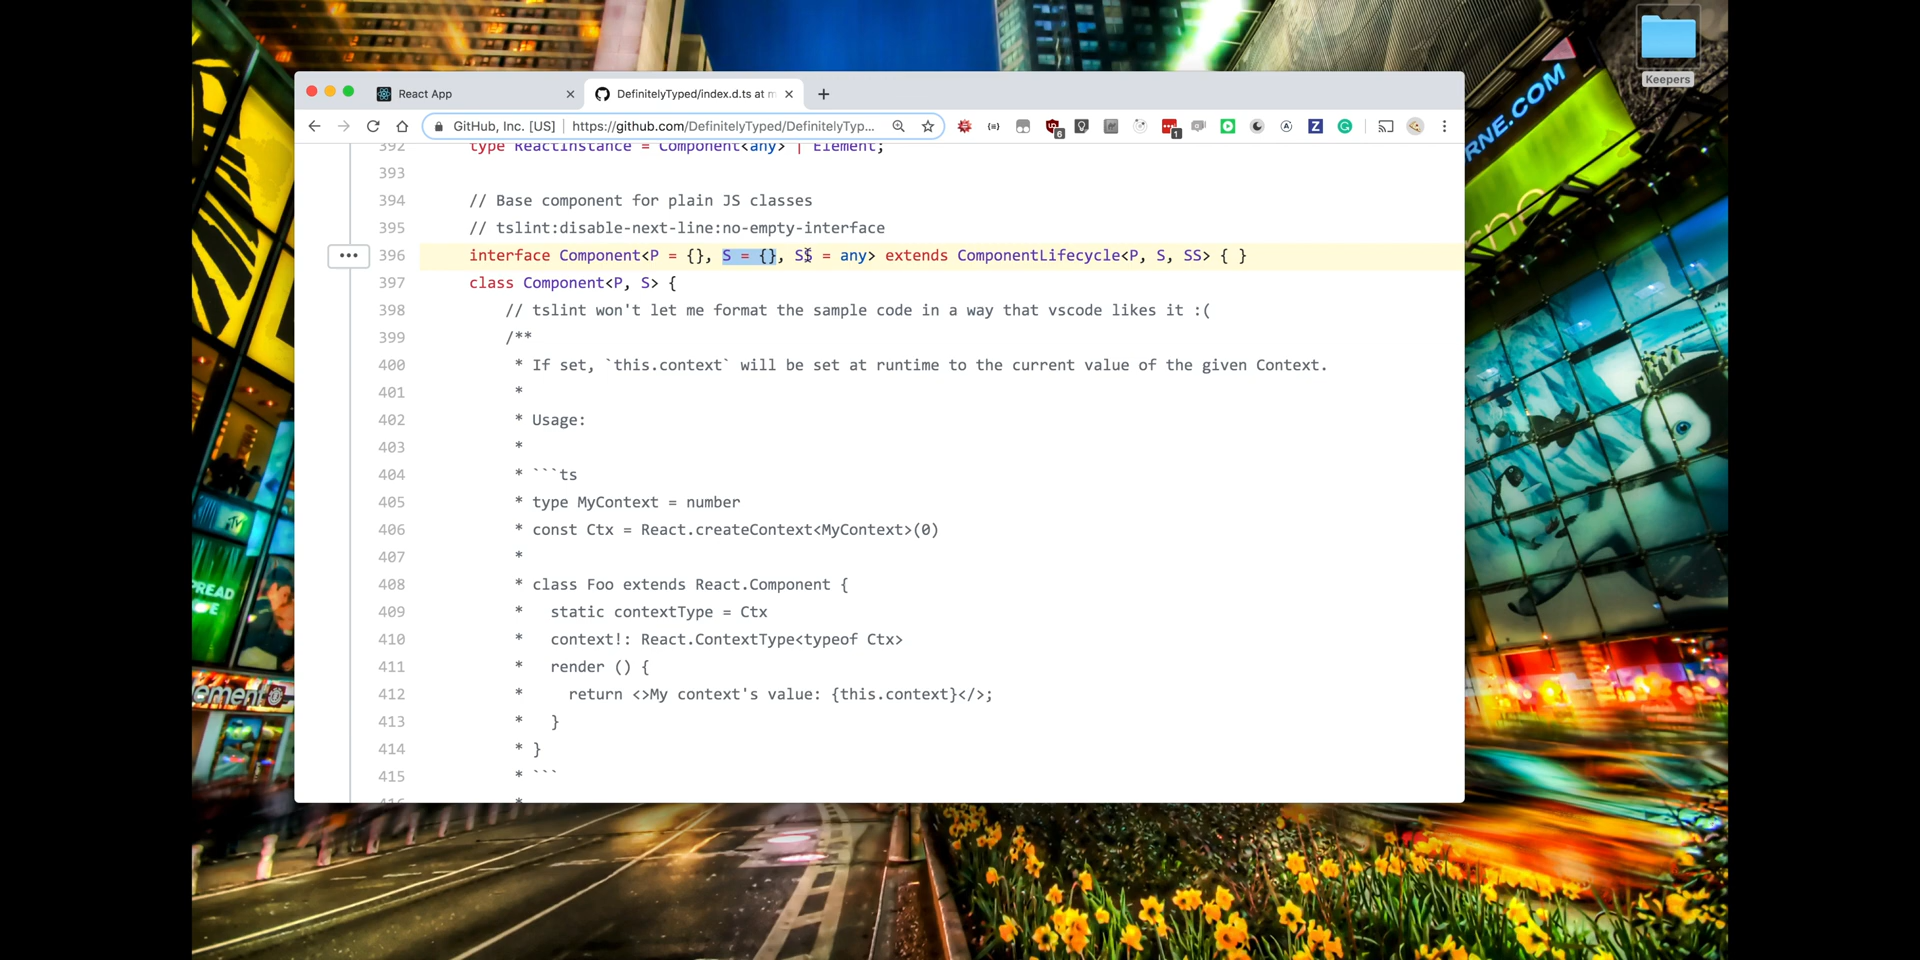 Keepers
React App
DefinitelyTyped/index.d.ts at m
GitHub, Inc. [US] https://github.com/DefinitelyTyped/DefinitelyTyp...
392 type ReactInstance = Component<any> | Element;
393
394 // Base component for plain JS classes
395 // tslint:disable-next-line:no-empty-interface
396 interface Component<P = {}, S = {}, SS = any> extends ComponentLifecycle<P, S, SS> { }
397 class Component<P, S> {
398 // tslint won't let me format the sample code in a way that vscode likes it :(
399 /**
400 * If set, `this.context` will be set at runtime to the current value of the given Context.
401 *
402 * Usage:
403 *
404 * ```ts
405 * type MyContext = number
406 * const Ctx = React.createContext<MyContext>(0)
407 *
408 * class Foo extends React.Component {
409 * static contextType = Ctx
410 * context!: React.ContextType<typeof Ctx>
411 * render () {
412 * return <>My context's value: {this.context}</>;
413 * }
414 * }
415 * ```
416 *
RNE.COM
PREAD
ement